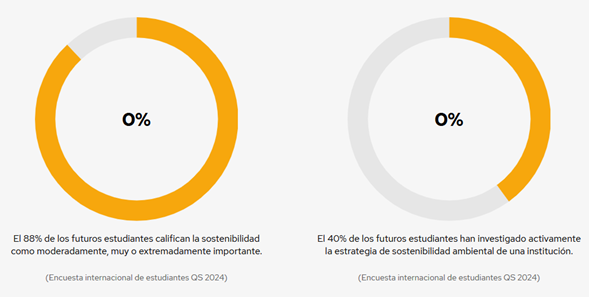 0%
El 88% de los futuros estudiantes califican la sostenibilidad
como moderadamente, muy o extremadamente importante.
(Encuesta internacional de estudiantes QS 2024)
0%
El 40% de los futuros estudiantes han investigado activamente
la estrategia de sostenibilidad ambiental de una institución.
(Encuesta internacional de estudiantes QS 2024)